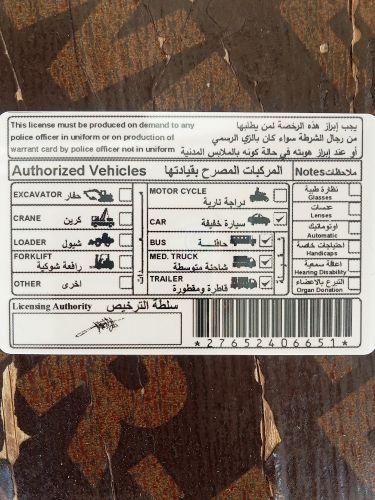 This license must be produced on demand to any
police officer in uniform or on production of
warrant card by police officer not in uniform
يجب إبراز هذه الرخصة لمن يطلبها
من رجال الشرطة سواء كان بالزي الرسمي
أو عند إبراز هويته في حالة كونه بالملابس المدنية
Authorized Vehicles المركبات المصرح بقيادتها
Notes ملاحظات
EXCAVATOR حفار
CRANE كرين
LOADER شيول
FORKLIFT
رافعة شوكية
OTHER اخرى
MOTOR CYCLE
دراجة نارية
CAR سيارة خفيفة
BUS حافلة
MED. TRUCK
شاحنة متوسطة
TRAILER
قاطرة ومقطورة
نظارة طبية
Glasses
عدسات
Lenses
اوتوماتيك
Automatic
احتياجات خاصة
Handicaps
اعاقة سمعية
Hearing Disability
التبرع بالاعضاء
Organ Donation
Licensing Authority سلطة الترخيص
*27652406651*